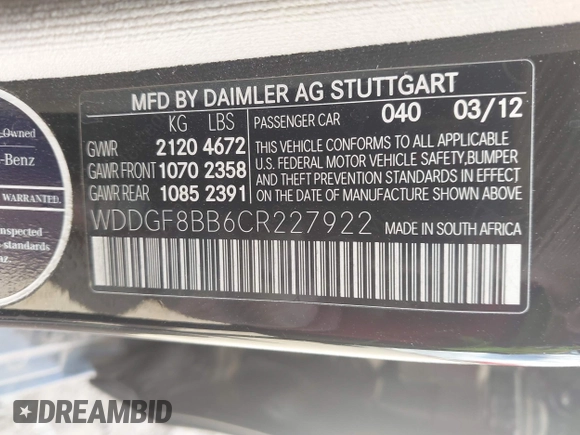 MFD BY DAIMLER AG STUTTGART
KG LBS PASSENGER CAR 040 03/12
GVWR 2120 4672
GAWR FRONT 1070 2358
GAWR REAR 1085 2391
THIS VEHICLE CONFORMS TO ALL APPLICABLE
U.S. FEDERAL MOTOR VEHICLE SAFETY,BUMPER
AND THEFT PREVENTION STANDARDS IN EFFECT
ON THE DATE OF MANUFACTURE SHOWN ABOVE.
WDDGF8BB6CR227922 MADE IN SOUTH AFRICA
Owned
-Benz
WARRANTED.
nspected
-standards
nz.
DREAMBID